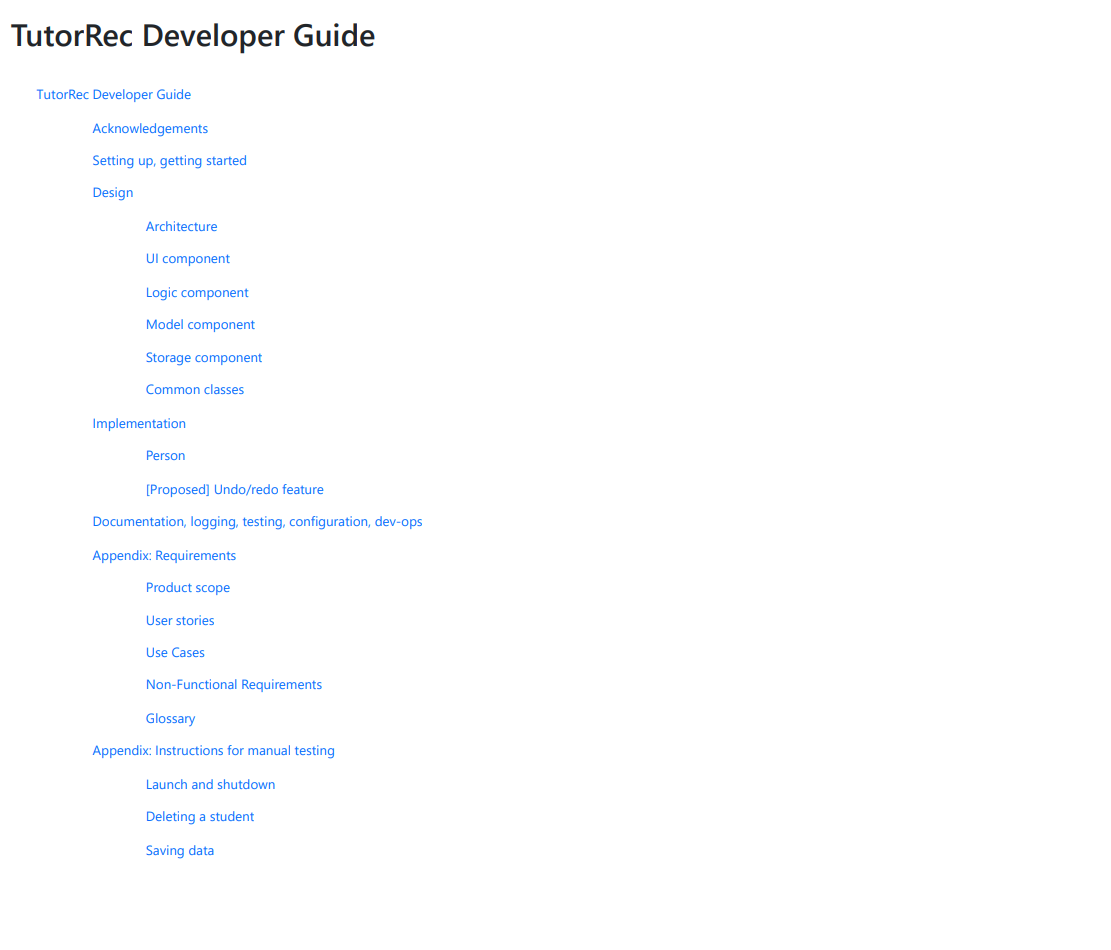 TutorRec Developer Guide
TutorRec Developer Guide
Acknowledgements
Setting up, getting started
Design
Architecture
UI component
Logic component
Model component
Storage component
Common classes
Implementation
Person
[Proposed] Undo/redo feature
Documentation, logging, testing, configuration, dev-ops
Appendix: Requirements
Product scope
User stories
Use Cases
Non-Functional Requirements
Glossary
Appendix: Instructions for manual testing
Launch and shutdown
Deleting a student
Saving data